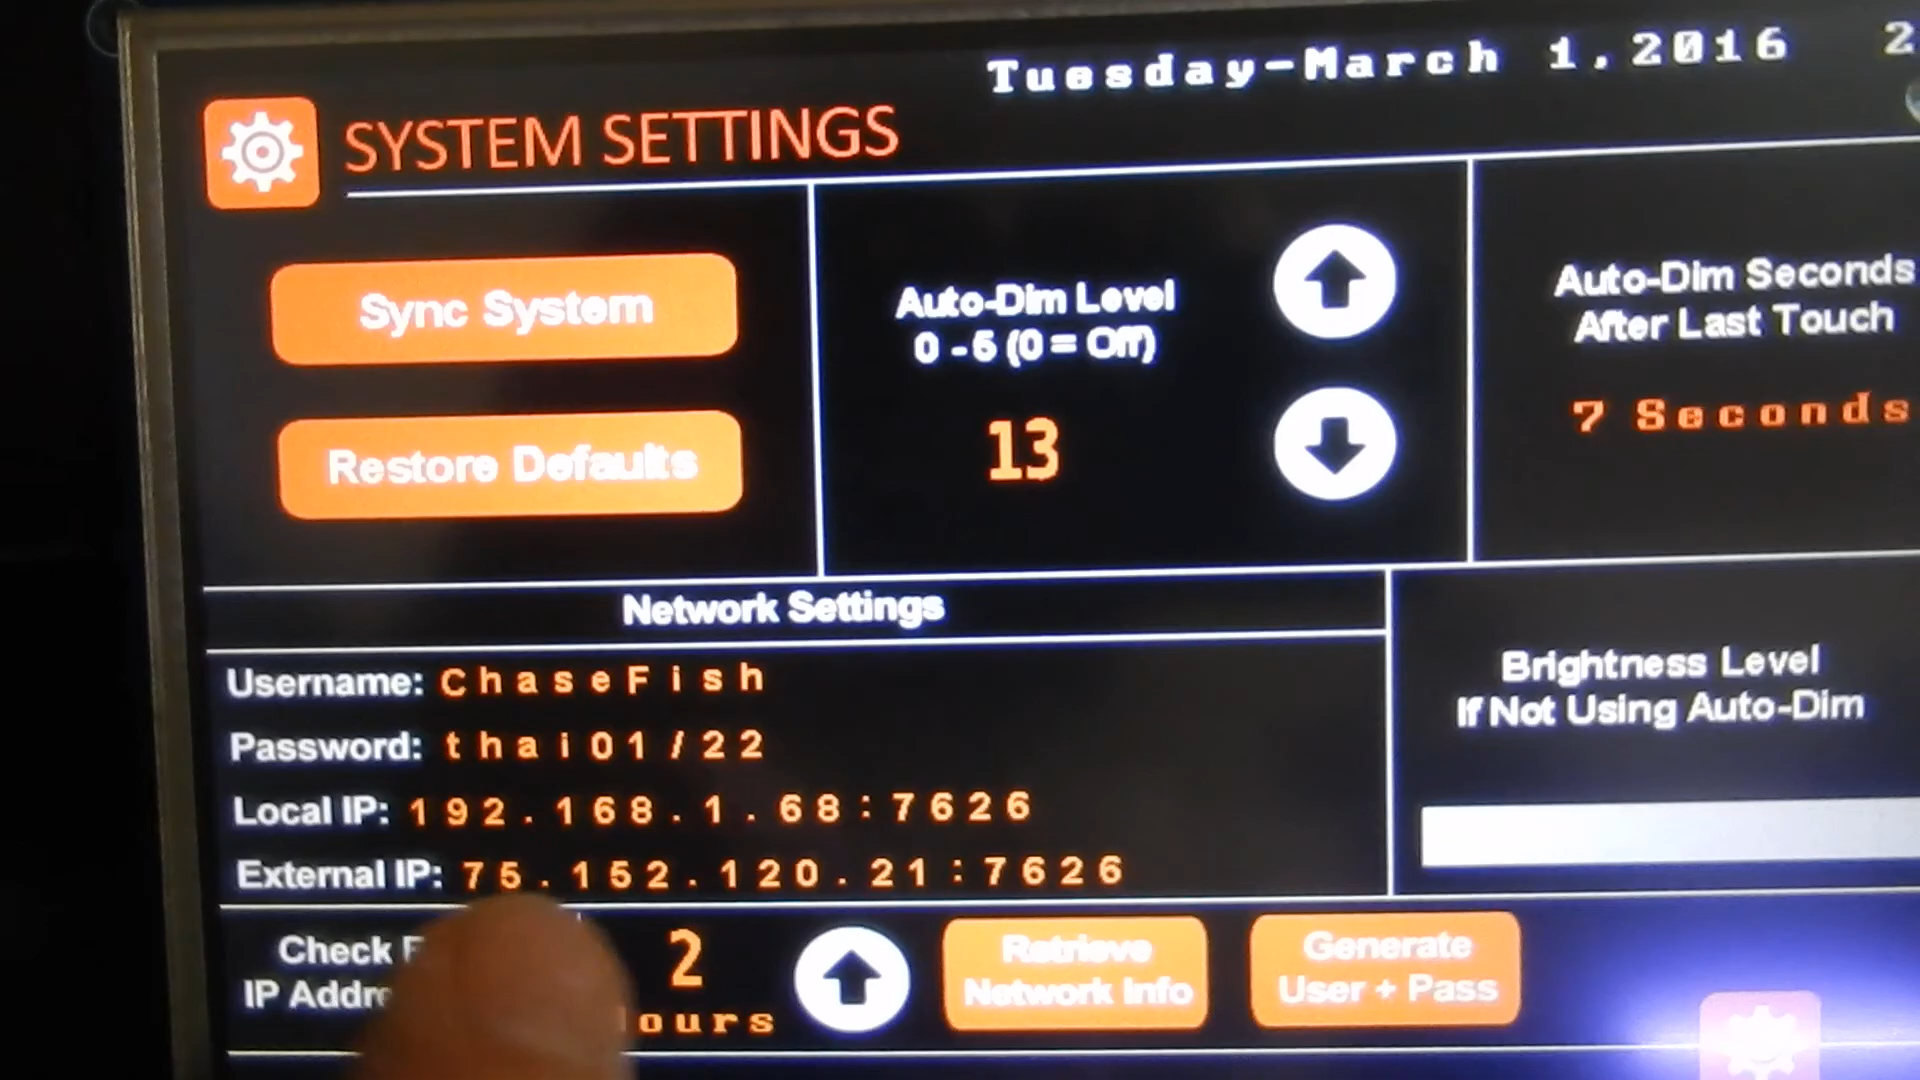 Tuesday-March 1,2016 2
SYSTEM SETTINGS
Sync System
Restore Defaults
Auto-Dim Level
0 - 5 (0 = Off)
13
Auto-Dim Seconds
After Last Touch
7 Seconds
Network Settings
Username: ChaseFish
Password: thai01/22
Local IP: 192.168.1.68:7626
External IP: 75.152.120.21:7626
Brightness Level
If Not Using Auto-Dim
Check
IP
2
ours
Retrieve
Network Info
Generate
User + Pass